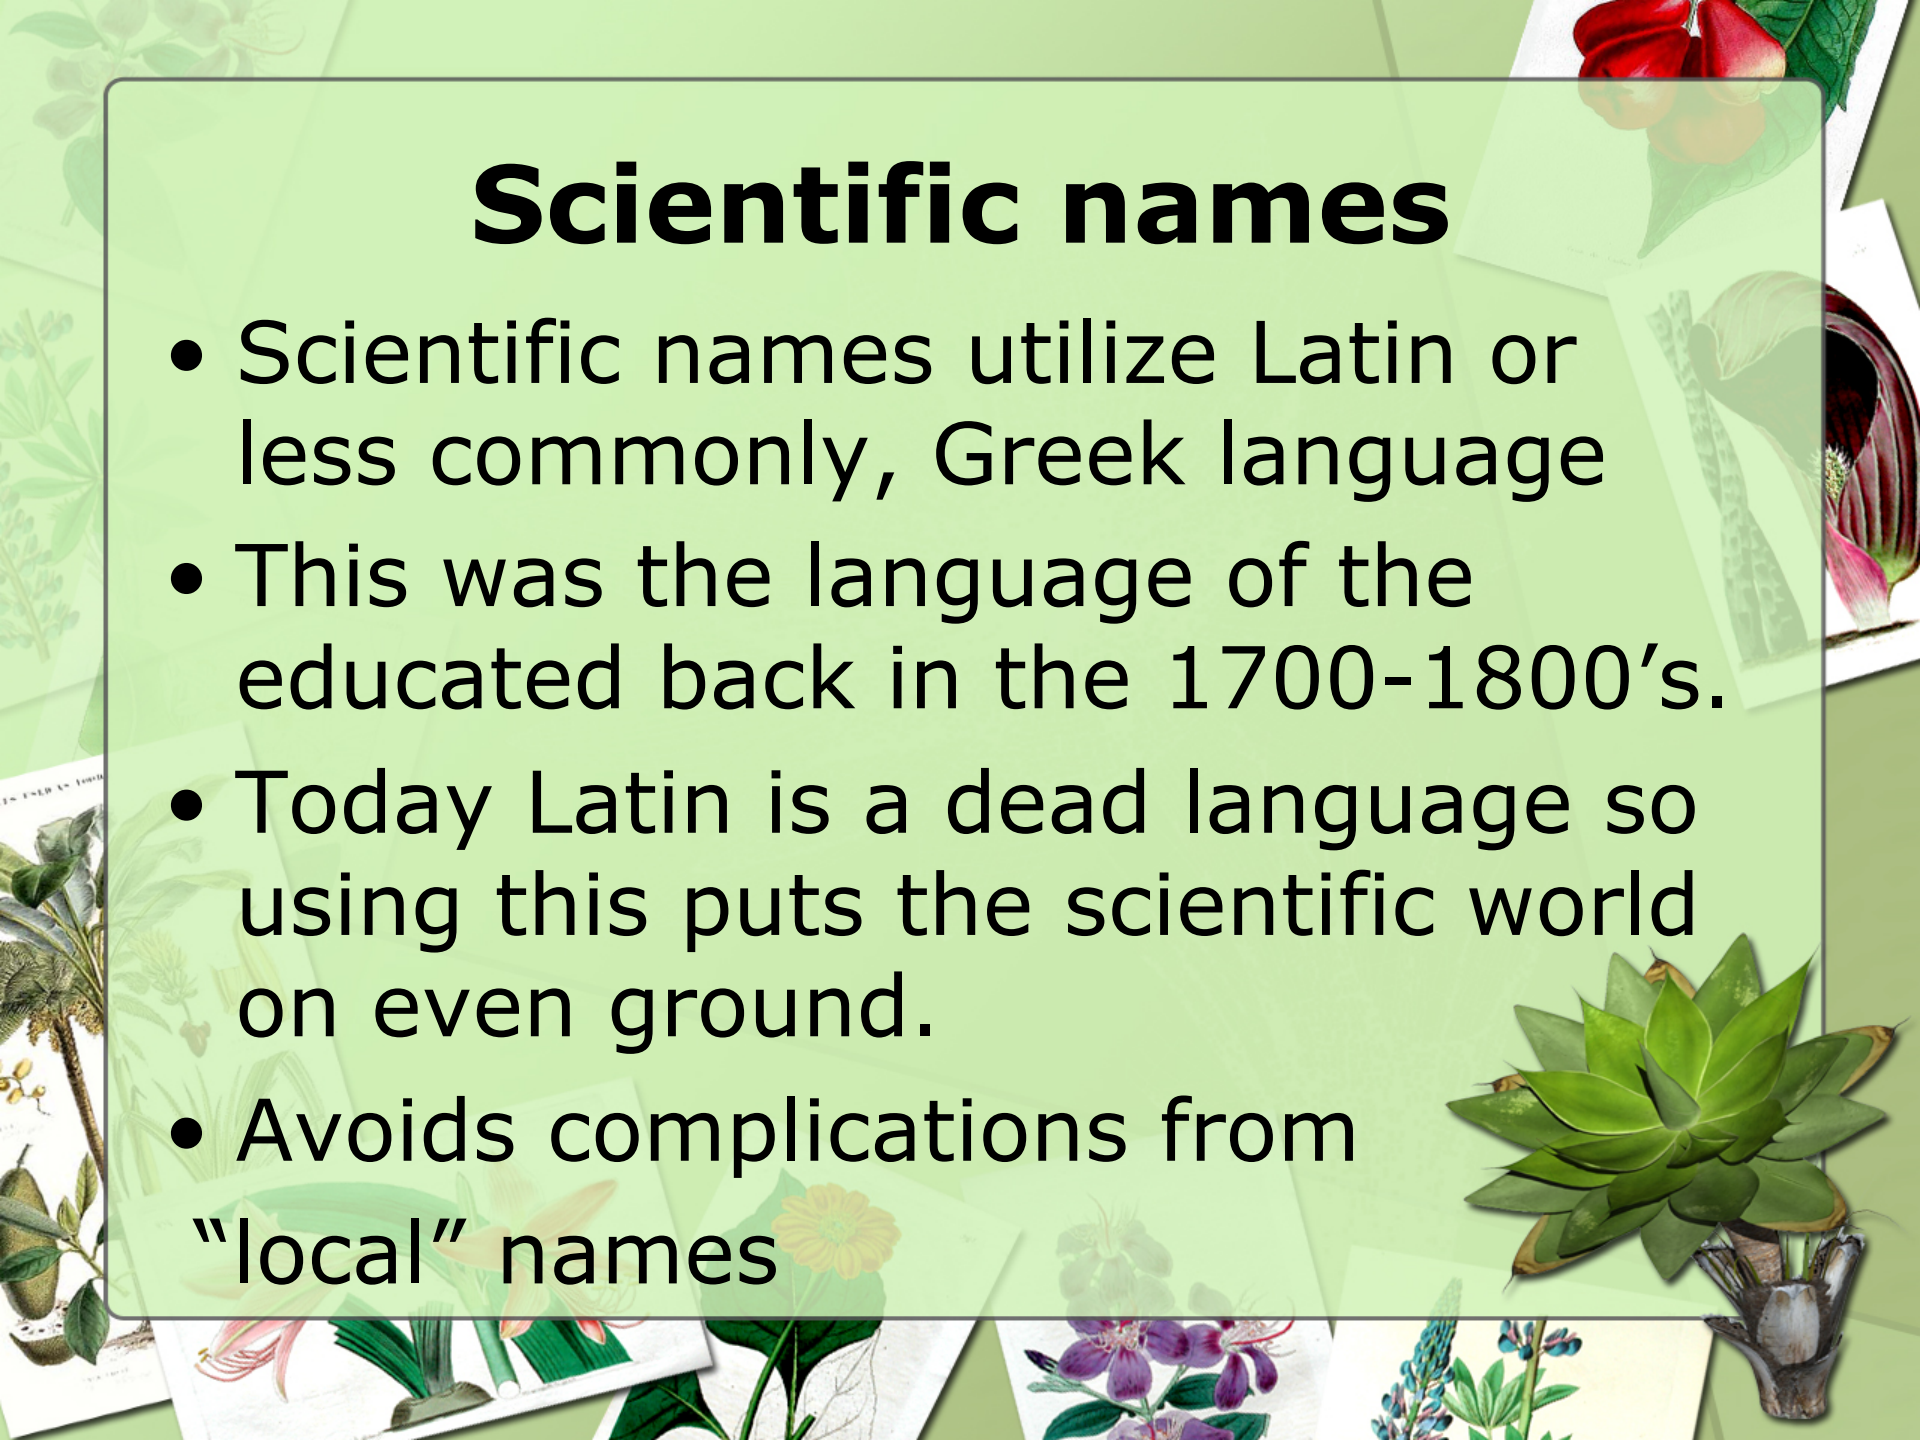 Scientific names
• Scientific names utilize Latin or
less commonly, Greek language
• This was the language of the
educated back in the 1700-1800’s.
• Today Latin is a dead language so
using this puts the scientific world
on even ground.
• Avoids complications from
“local” names